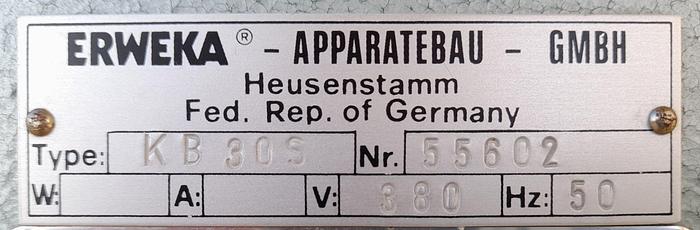 ERWEKA® - APPARATEBAU - GMBH
Heusenstamm
Fed. Rep. of Germany
Type: KB 30S Nr. 55602
W: A: V: 380 Hz: 50